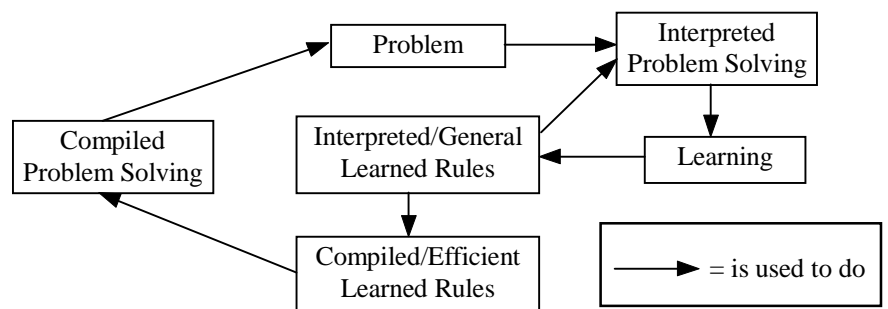 Problem
Interpreted
Problem Solving
Compiled
Problem Solving
Interpreted/General
Learned Rules
Learning
Compiled/Efficient
Learned Rules
= is used to do